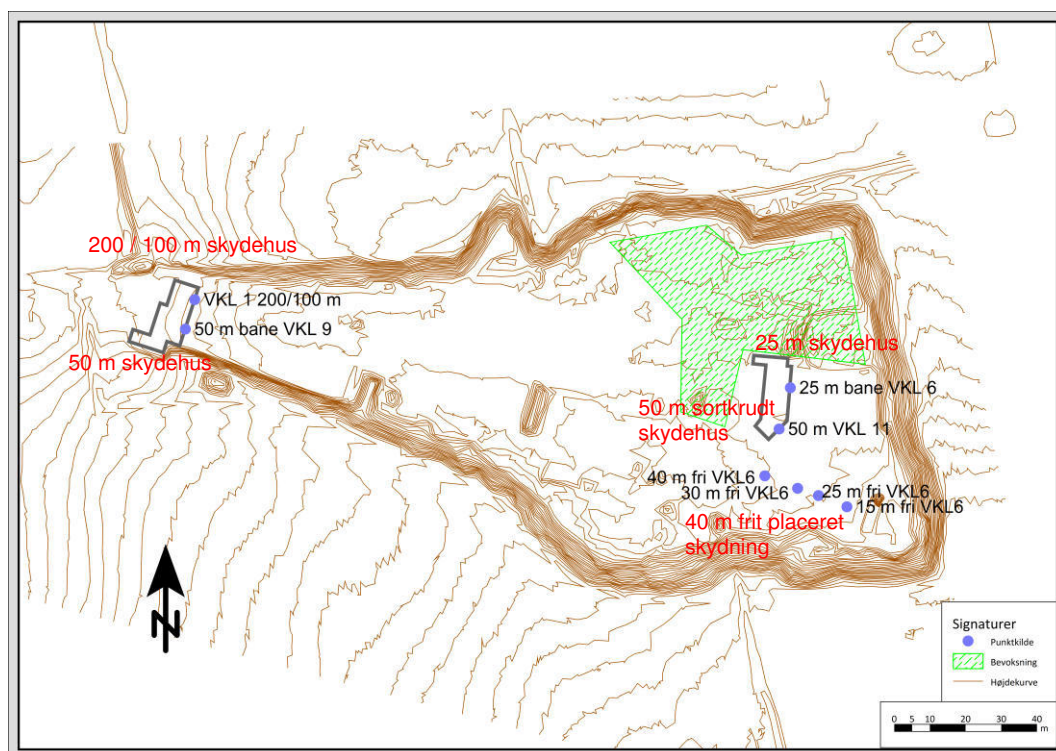 200 / 100 m skydehus
VKL 1 200/100 m
50 m bane VKL 9
50 m skydehus
25 m skydehus
25 m bane VKL 6
50 m sortkrudt
skydehus
50 m VKL 11
40 m fri VKL6
30 m fri VKL6
25 m fri VKL6
15 m fri VKL6
40 m frit placeret
skydning
N
Signaturer
Punktkilde
Bevoksning
Højdekurve
0 5 10 20 30 40
m